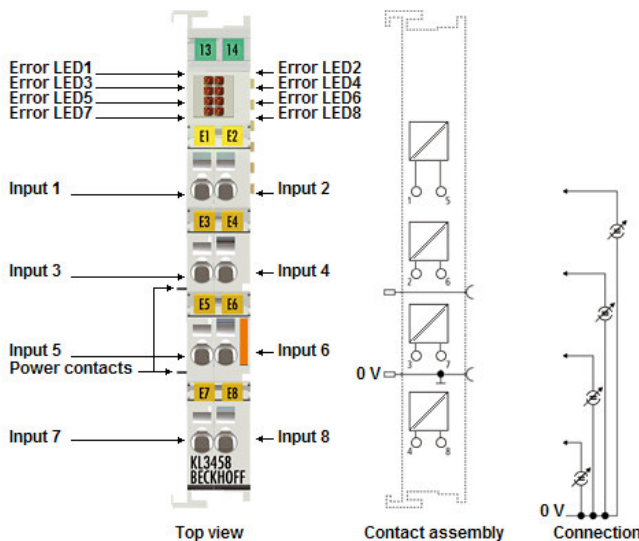 13 14
Error LED1 Error LED2
Error LED3 Error LED4
Error LED5 Error LED6
Error LED7 Error LED8
E1 E2
Input 1 Input 2
E3 E4
Input 3 Input 4
E5 E6
Input 5 Input 6
Power contacts
E7 E8
Input 7 Input 8
KL3458
BECKHOFF
Top view
1 5
2 6
3 7
0 V
4 8
Contact assembly
0 V
Connection